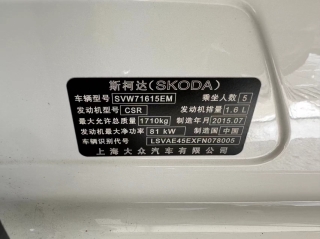 斯柯达(SKODA)
车辆型号 SVW71615EM 乘坐人数 5
发动机型号 CSR 发动机排量 1.6 L
最大允许总质量 1710kg 制造年月 2015.07
发动机最大净功率 81 kW 制造国 中国
车辆识别代号 LSVAE45EXFN078005
上海大众汽车有限公司